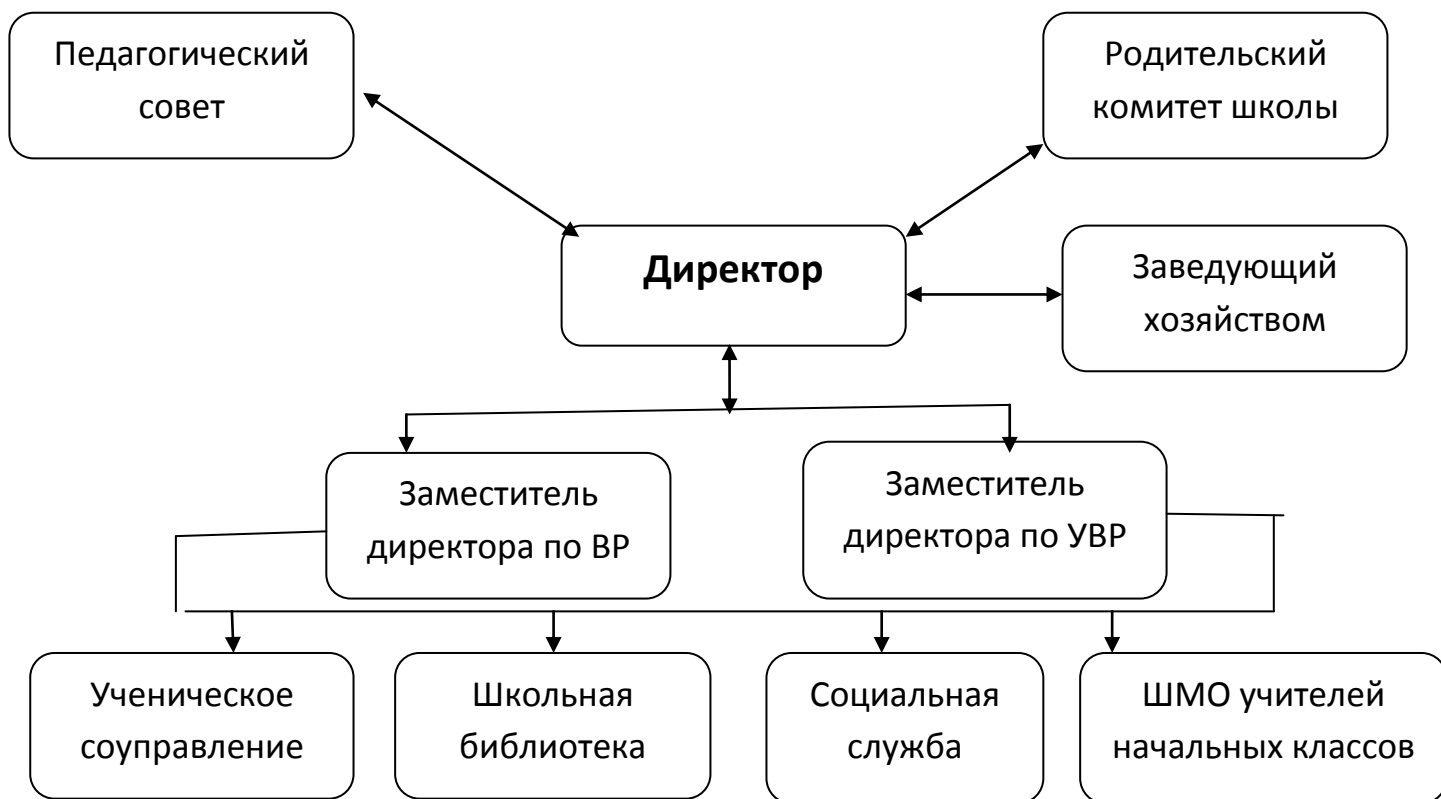 Педагогический
совет
Родительский
комитет школы
Директор
Заведующий
хозяйством
Заместитель
директора по ВР
Заместитель
директора по УВР
Ученическое
соуправление
Школьная
библиотека
Социальная
служба
ШМО учителей
начальных классов